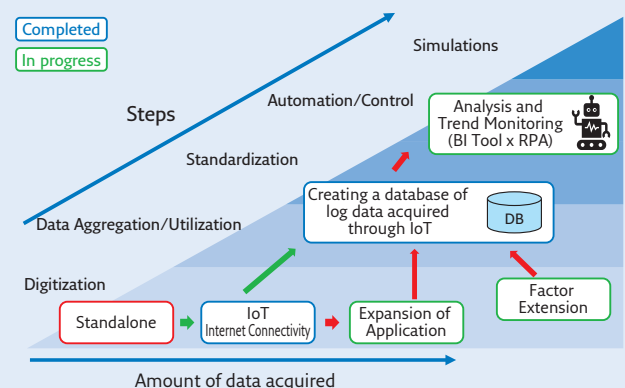 Completed
In progress
Simulations
Automation/Control
Steps
Analysis and
Trend Monitoring
(BI Tool x RPA)
Standardization
Creating a database of
log data acquired
through IoT
DB
Data Aggregation/Utilization
Digitization
Standalone
IoT
Internet Connectivity
Expansion of
Application
Factor
Extension
Amount of data acquired